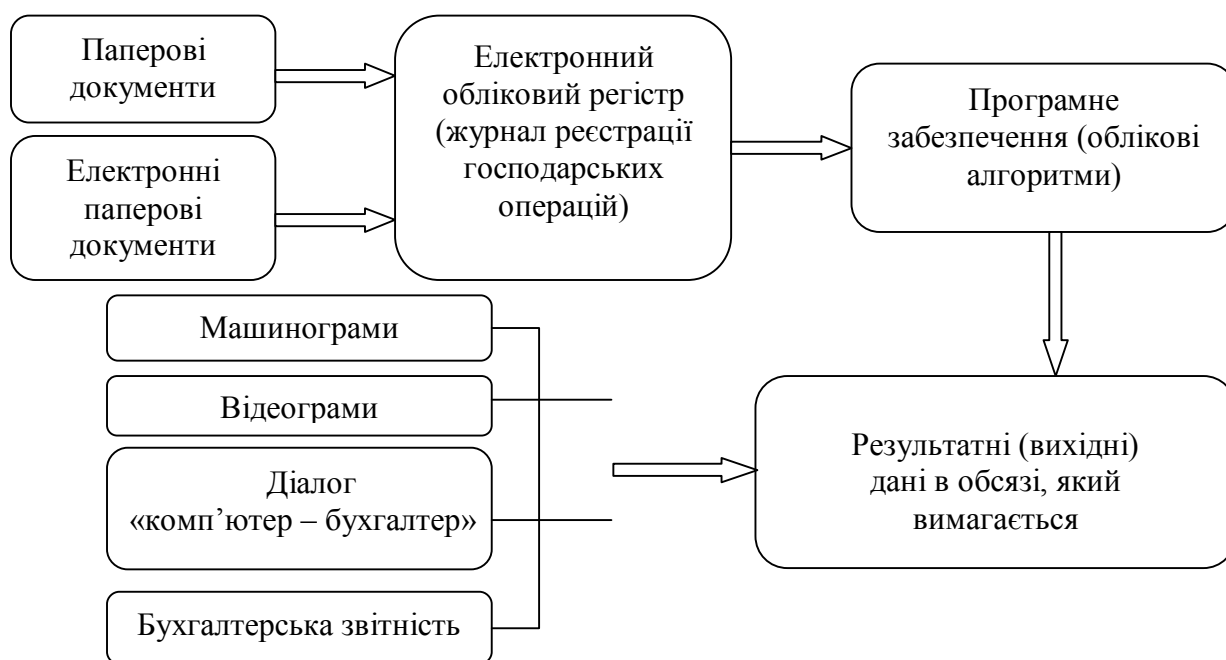 Паперові
документи
Електронні
паперові
документи
Електронний
обліковий регістр
(журнал реєстрації
господарських
операцій)
Програмне
забезпечення (облікові
алгоритми)
Машинограми
Відеограми
Діалог
«комп’ютер – бухгалтер»
Бухгалтерська звітність
Результатні (вихідні)
дані в обсязі, який
вимагається